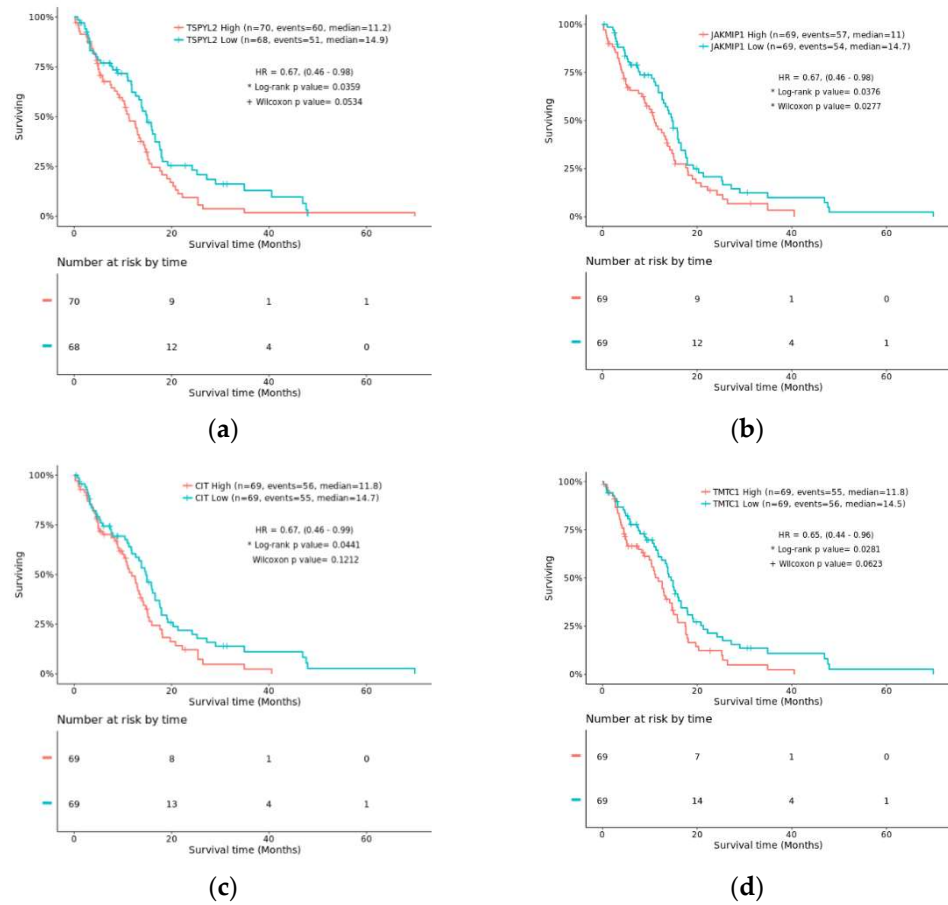 100%
75%
50%
25%
0%
Surviving
TSPYL2 High (n=70, events=60, median=11.2)
TSPYL2 Low (n=68, events=51, median=14.9)
HR = 0.67, (0.46 - 0.98)
* Log-rank p value= 0.0359
+ Wilcoxon p value= 0.0534
0 20 40 60
Survival time (Months)
Number at risk by time
70 9 1 1
68 12 4 0
0 20 40 60
Survival time (Months)
(a)
100%
75%
50%
25%
0%
Surviving
JAKMIP1 High (n=69, events=57, median=11)
JAKMIP1 Low (n=69, events=54, median=14.7)
HR = 0.67, (0.46 - 0.98)
* Log-rank p value= 0.0376
* Wilcoxon p value= 0.0277
0 20 40 60
Survival time (Months)
Number at risk by time
69 9 1 0
69 12 4 1
0 20 40 60
Survival time (Months)
(b)
100%
75%
50%
25%
0%
Surviving
CIT High (n=69, events=56, median=11.8)
CIT Low (n=69, events=55, median=14.7)
HR = 0.67, (0.46 - 0.99)
* Log-rank p value= 0.0441
Wilcoxon p value= 0.1212
0 20 40 60
Survival time (Months)
Number at risk by time
69 8 1 0
69 13 4 1
0 20 40 60
Survival time (Months)
(c)
100%
75%
50%
25%
0%
Surviving
TMTC1 High (n=69, events=55, median=11.8)
TMTC1 Low (n=69, events=56, median=14.5)
HR = 0.65, (0.44 - 0.96)
* Log-rank p value= 0.0281
+ Wilcoxon p value= 0.0623
0 20 40 60
Survival time (Months)
Number at risk by time
69 7 1 0
69 14 4 1
0 20 40 60
Survival time (Months)
(d)